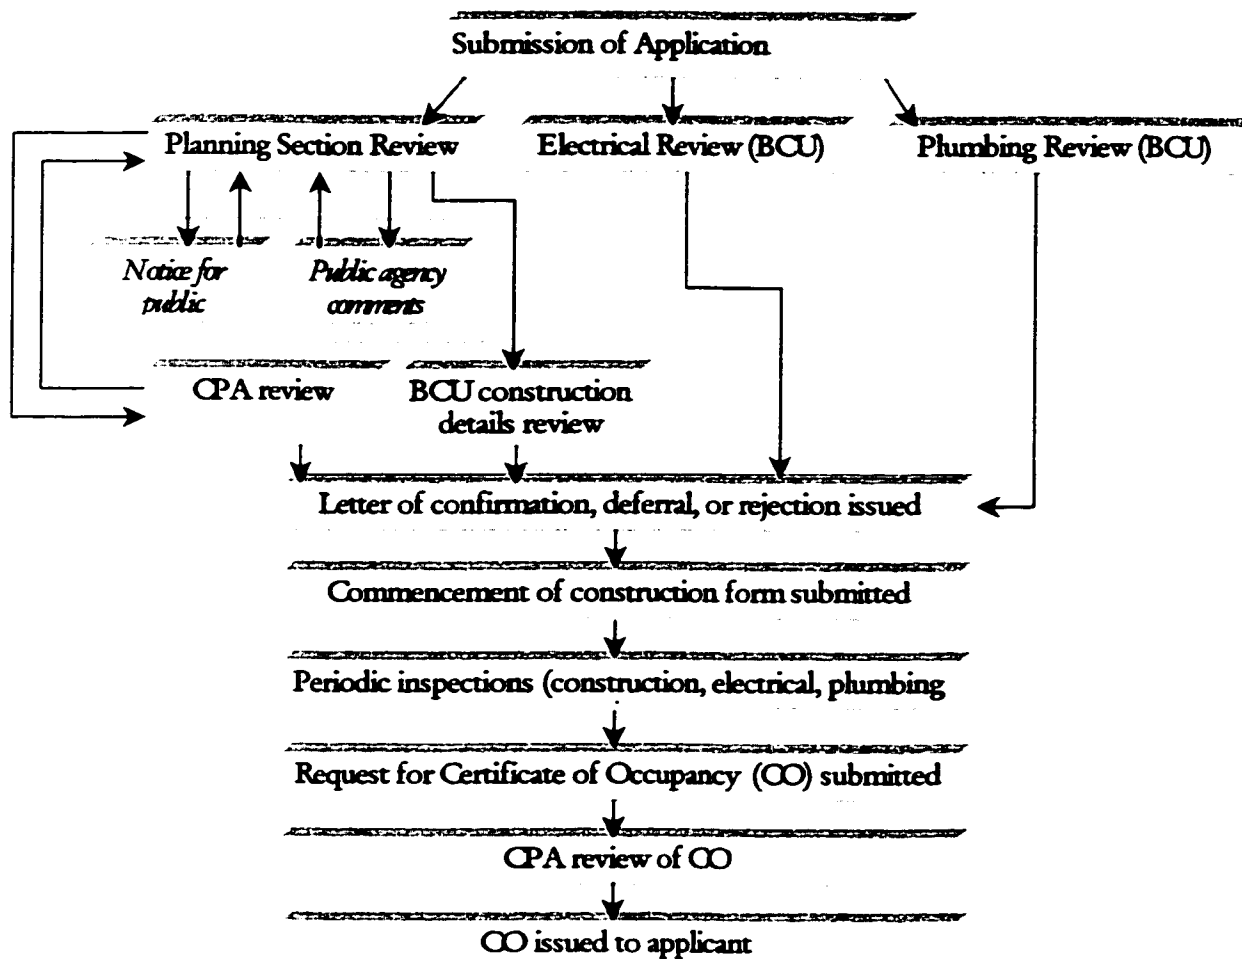 Submission of Application
Planning Section Review
Electrical Review (BCU)
Plumbing Review (BCU)
Notice for
public
Public agency
comments
CPA review
BCU construction
details review
Letter of confirmation, deferral, or rejection issued
Commencement of construction form submitted
Periodic inspections (construction, electrical, plumbing
Request for Certificate of Occupancy (CO) submitted
CPA review of CO
CO issued to applicant